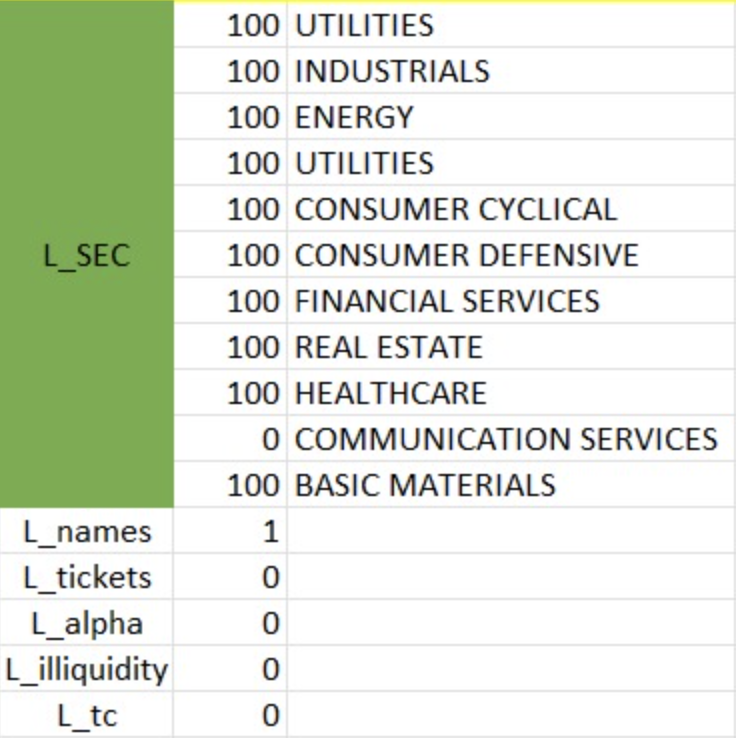 100 UTILITIES
100 INDUSTRIALS
100 ENERGY
100 UTILITIES
100 CONSUMER CYCLICAL
L_SEC 100 CONSUMER DEFENSIVE
100 FINANCIAL SERVICES
100 REAL ESTATE
100 HEALTHCARE
0 COMMUNICATION SERVICES
100 BASIC MATERIALS
L_names 1
L_tickets 0
L_alpha 0
L_illiquidity 0
L_tc 0